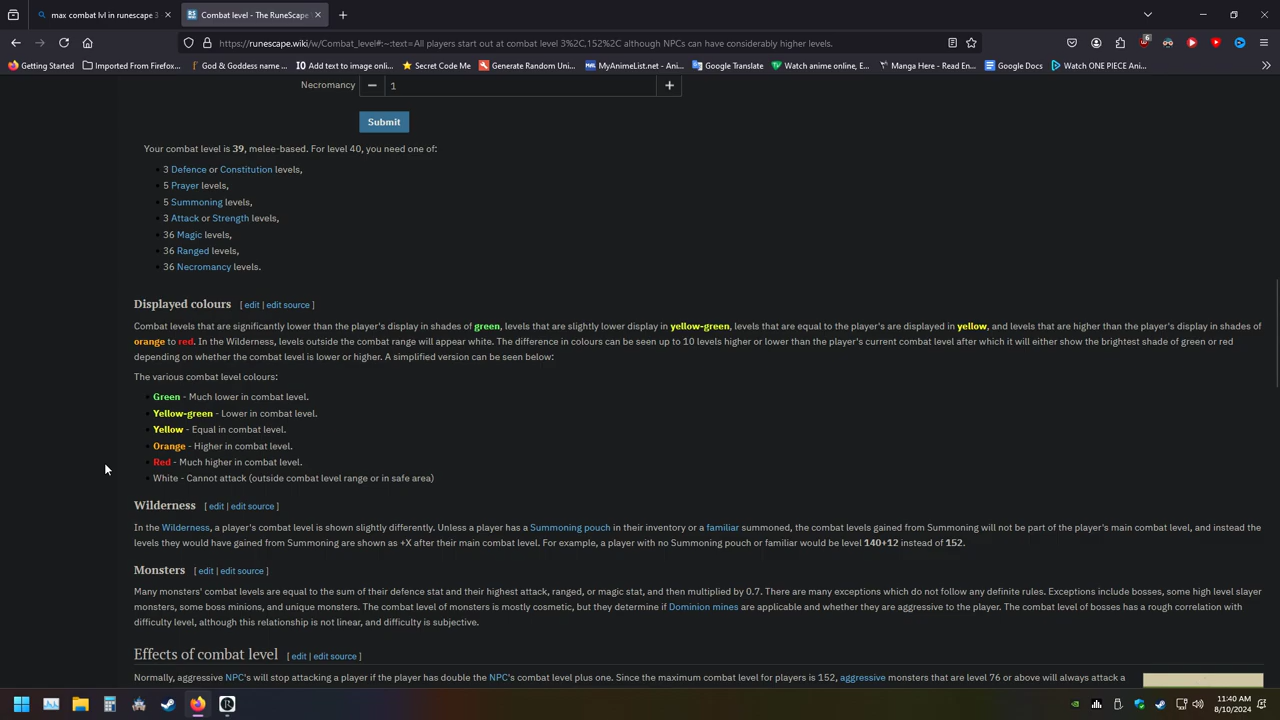 max combat lvl in runescape 3
Combat level - The RuneScape
https://runescape.wiki/w/Combat_level#:~:text=All players start out at combat level 3%2C,152%2C although NPCs can have considerably higher levels.
Getting Started
Imported From Firefox...
God & Goddess name ...
Add text to image onl...
Secret Code Me
Generate Random Uni...
MyAnimeList.net - Ani...
Google Translate
Watch anime online, E...
Manga Here - Read En...
Google Docs
Watch ONE PIECE Ani...
Necromancy
1
Submit
Your combat level is 39, melee-based. For level 40, you need one of:
3 Defence or Constitution levels,
5 Prayer levels,
5 Summoning levels,
3 Attack or Strength levels,
36 Magic levels,
36 Ranged levels,
36 Necromancy levels.
Displayed colours [ edit | edit source ]
Combat levels that are significantly lower than the player's display in shades of green, levels that are slightly lower display in yellow-green, levels that are equal to the player's are displayed in yellow, and levels that are higher than the player's display in shades of
orange to red. In the Wilderness, levels outside the combat range will appear white. The difference in colours can be seen up to 10 levels higher or lower than the player's current combat level after which it will either show the brightest shade of green or red
depending on whether the combat level is lower or higher. A simplified version can be seen below:
The various combat level colours:
Green - Much lower in combat level.
Yellow-green - Lower in combat level.
Yellow - Equal in combat level.
Orange - Higher in combat level.
Red - Much higher in combat level.
White - Cannot attack (outside combat level range or in safe area)
Wilderness [ edit | edit source ]
In the Wilderness, a player's combat level is shown slightly differently. Unless a player has a Summoning pouch in their inventory or a familiar summoned, the combat levels gained from Summoning will not be part of the player's main combat level, and instead the
levels they would have gained from Summoning are shown as +X after their main combat level. For example, a player with no Summoning pouch or familiar would be level 140+12 instead of 152.
Monsters [ edit | edit source ]
Many monsters' combat levels are equal to the sum of their defence stat and their highest attack, ranged, or magic stat, and then multiplied by 0.7. There are many exceptions which do not follow any definite rules. Exceptions include bosses, some high level slayer
monsters, some boss minions, and unique monsters. The combat level of monsters is mostly cosmetic, but they determine if Dominion mines are applicable and whether they are aggressive to the player. The combat level of bosses has a rough correlation with
difficulty level, although this relationship is not linear, and difficulty is subjective.
Effects of combat level [ edit | edit source ]
Normally, aggressive NPC's will stop attacking a player if the player has double the NPC's combat level plus one. Since the maximum combat level for players is 152, aggressive monsters that are level 76 or above will always attack a
11:40 AM
8/10/2024